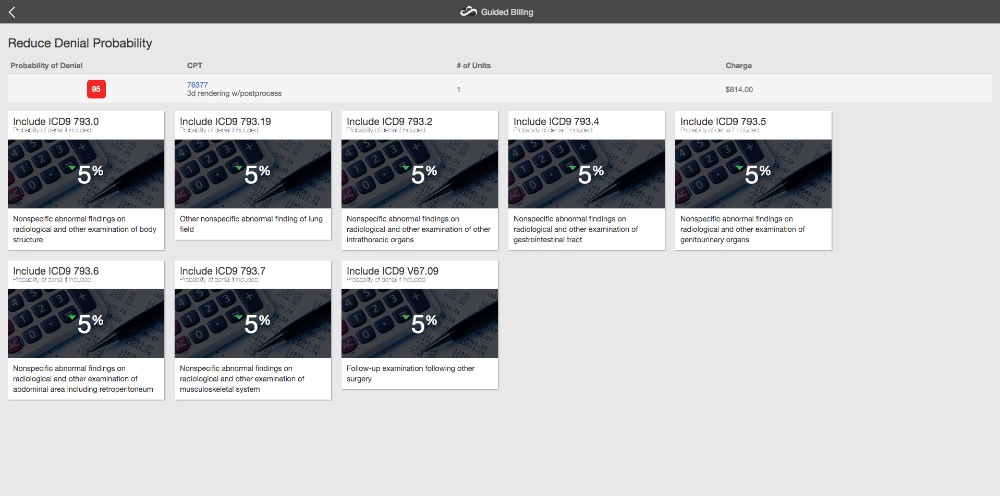 Guided Billing
Reduce Denial Probability
Probability of Denial CPT # of Units Charge
95 76377 1 $814.00
3d rendering w/postprocess
Include ICD9 793.0
Probability of denial if included:
5%
Nonspecific abnormal findings on
radiological and other examination of body
structure
Include ICD9 793.19
Probability of denial if included:
5%
Other nonspecific abnormal finding of lung
field
Include ICD9 793.2
Probability of denial if included:
5%
Nonspecific abnormal findings on
radiological and other examination of other
intrathoracic organs
Include ICD9 793.4
Probability of denial if included:
5%
Nonspecific abnormal findings on
radiological and other examination of
gastrointestinal tract
Include ICD9 793.5
Probability of denial if included:
5%
Nonspecific abnormal findings on
radiological and other examination of
genitourinary organs
Include ICD9 793.6
Probability of denial if included:
5%
Nonspecific abnormal findings on
radiological and other examination of
abdominal area including retroperitoneum
Include ICD9 793.7
Probability of denial if included:
5%
Nonspecific abnormal findings on
radiological and other examination of
musculoskeletal system
Include ICD9 V67.09
Probability of denial if included:
5%
Follow-up examination following other
surgery